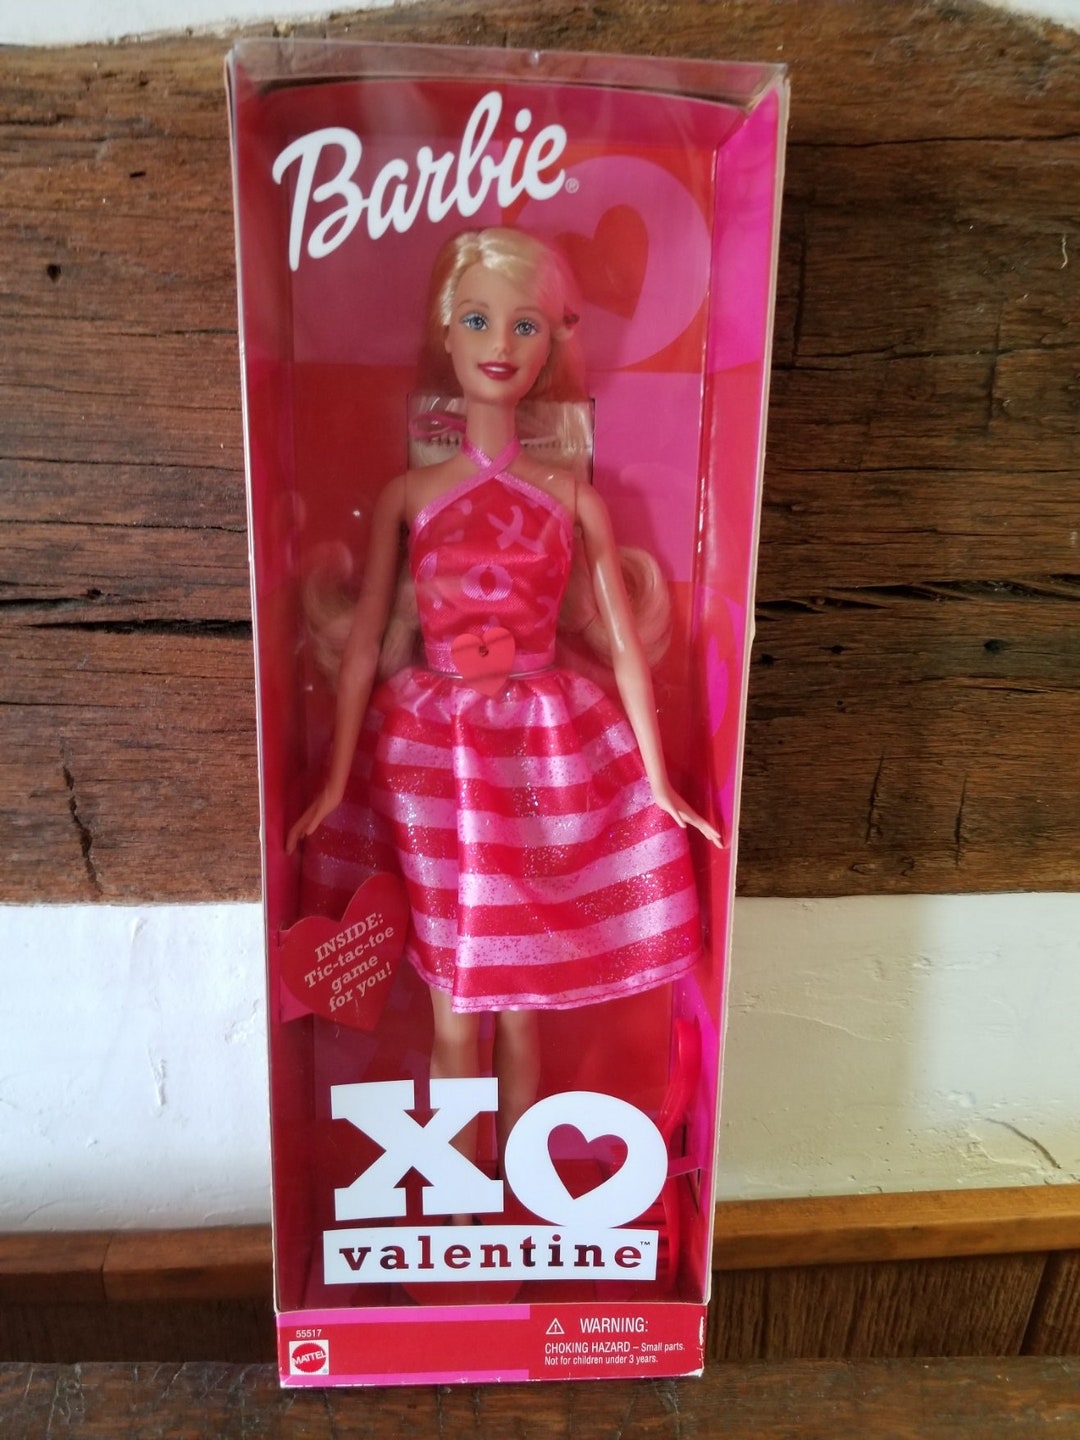 Barbie®
X
O
INSIDE:
Tic-tac-toe
game
for you!
XO
valentine™
55517
MATTEL
WARNING:
CHOKING HAZARD – Small parts.
Not for children under 3 years.